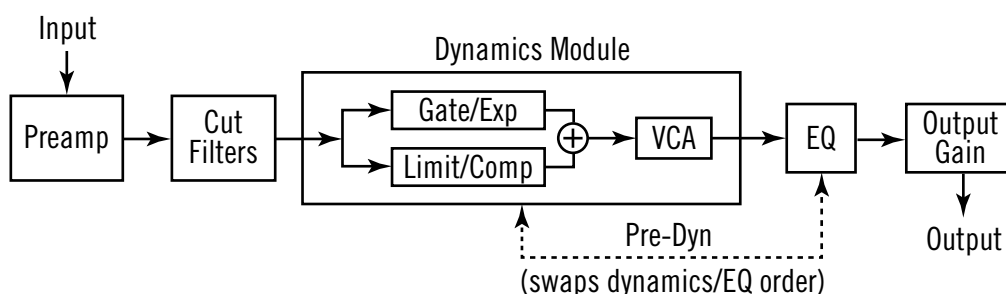 Input
Preamp
Cut
Filters
Dynamics Module
Gate/Exp
Limit/Comp
+
VCA
EQ
Output
Gain
Output
Pre-Dyn
(swaps dynamics/EQ order)